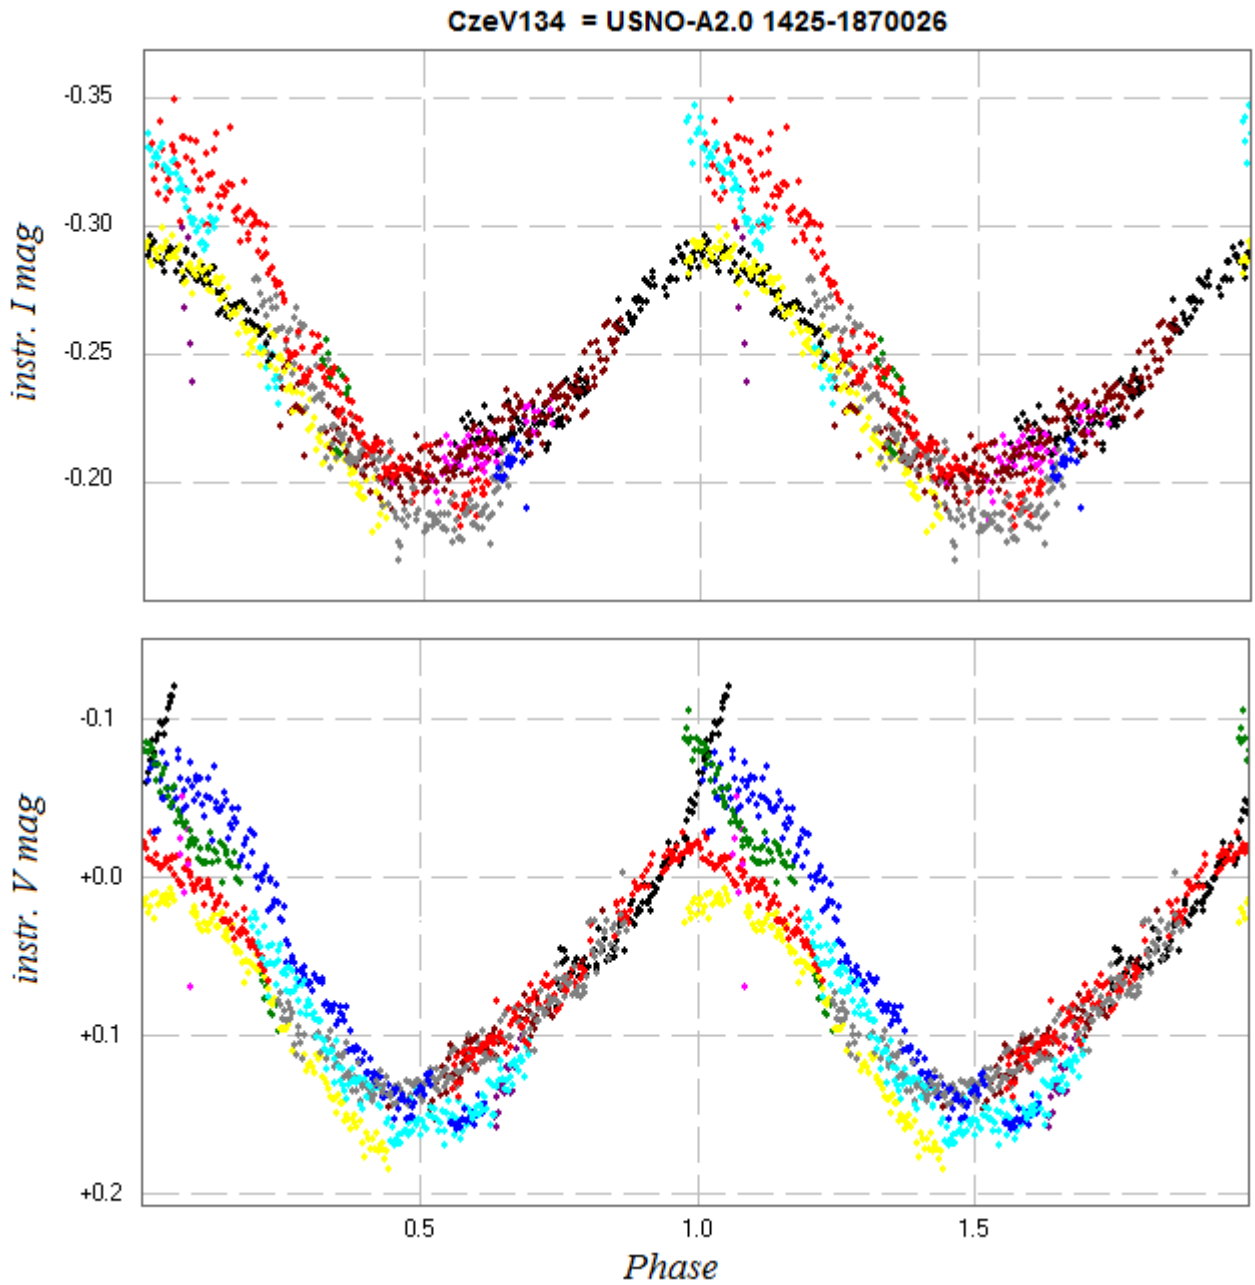 CzeV134 = USNO-A2.0 1425-1870026
-0.35
-0.30
-0.25
-0.20
instr. I mag
-0.1
+0.0
+0.1
+0.2
instr. V mag
0.5 1.0 1.5
Phase